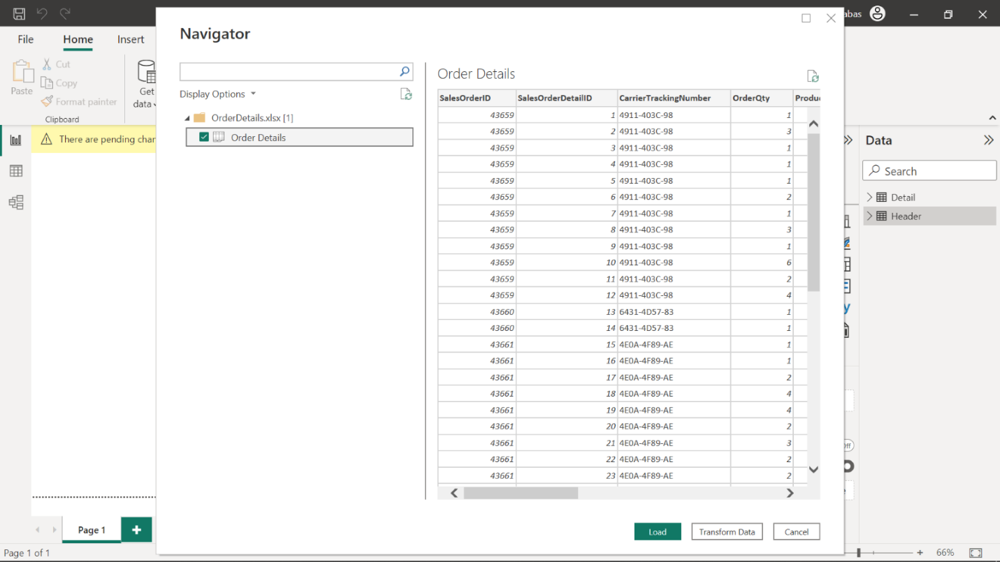 abas
File Home Insert
Paste
Cut
Copy
Format painter
Clipboard
Get
data
There are pending char
Navigator
Display Options
OrderDetails.xlsx [1]
Order Details
Order Details
SalesOrderID SalesOrderDetailID CarrierTrackingNumber OrderQty Produc
43659 1 4911-403C-98 1
43659 2 4911-403C-98 3
43659 3 4911-403C-98 1
43659 4 4911-403C-98 1
43659 5 4911-403C-98 1
43659 6 4911-403C-98 2
43659 7 4911-403C-98 1
43659 8 4911-403C-98 3
43659 9 4911-403C-98 1
43659 10 4911-403C-98 6
43659 11 4911-403C-98 2
43659 12 4911-403C-98 4
43660 13 6431-4D57-83 1
43660 14 6431-4D57-83 1
43661 15 4E0A-4F89-AE 1
43661 16 4E0A-4F89-AE 1
43661 17 4E0A-4F89-AE 2
43661 18 4E0A-4F89-AE 4
43661 19 4E0A-4F89-AE 4
43661 20 4E0A-4F89-AE 2
43661 21 4E0A-4F89-AE 3
43661 22 4E0A-4F89-AE 2
43661 23 4E0A-4F89-AE 2
Load Transform Data Cancel
Data
Search
Detail
Header
Page 1 +
Page 1 of 1
+ 66%